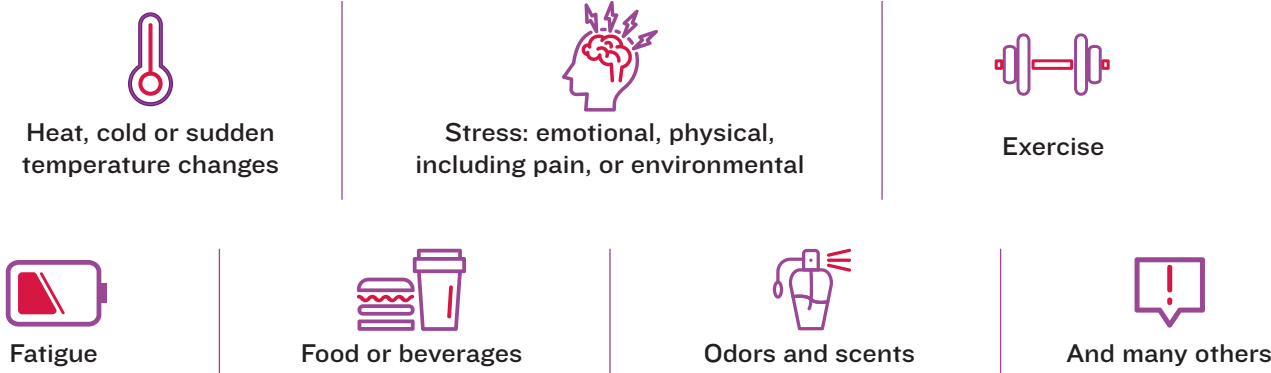 Heat, cold or sudden
temperature changes
Stress: emotional, physical,
including pain, or environmental
Exercise
Fatigue
Food or beverages
Odors and scents
And many others